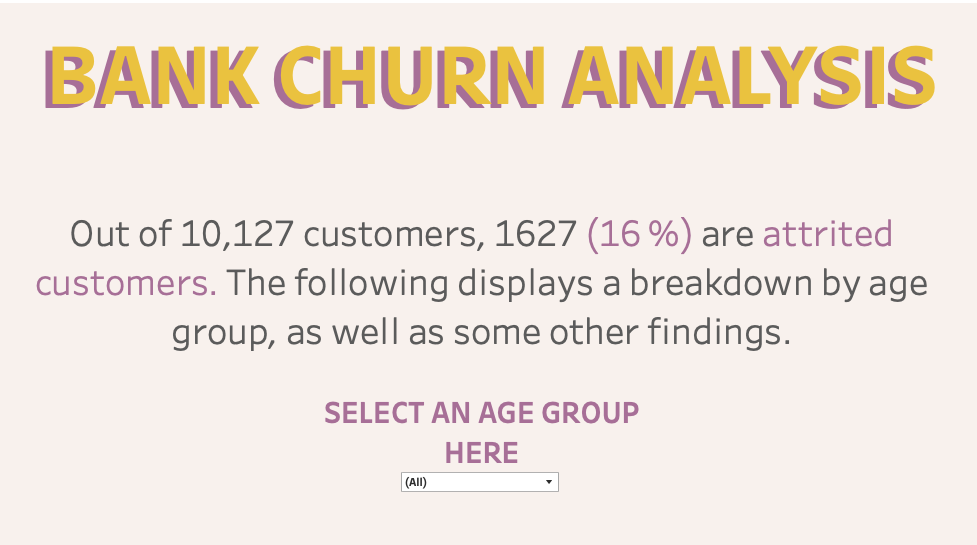 BANK CHURN ANALYSIS
Out of 10,127 customers, 1627 (16 %) are attrited
customers. The following displays a breakdown by age
group, as well as some other findings.
SELECT AN AGE GROUP
HERE
(All)